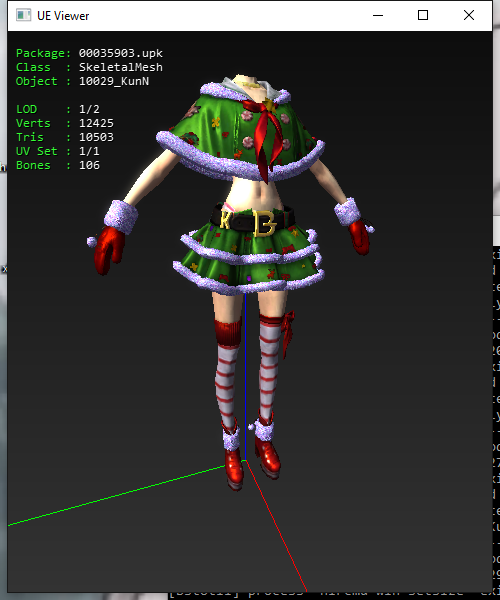 UE Viewer
Package: 00035903.upk
Class : SkeletalMesh
Object : 10029_KunN
LOD : 1/2
Verts : 12425
Tris : 10503
UV Set : 1/1
Bones : 106
K B